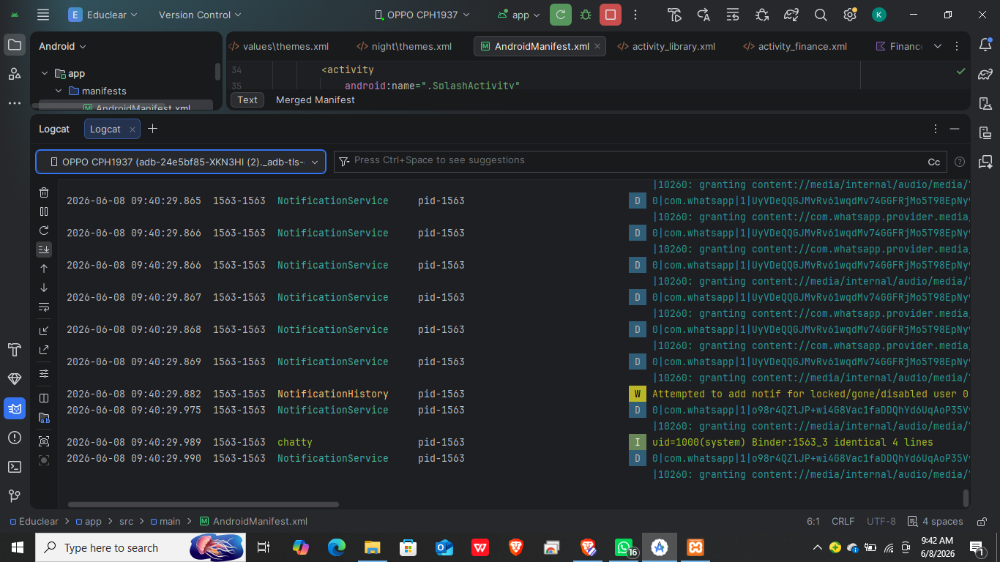 E Educlear Version Control OPPO CPH1937 app K
Android
values\themes.xml night\themes.xml AndroidManifest.xml activity_library.xml activity_finance.xml Financ
app
manifests
AndroidManifest.xml
34 <activity
35 android:name=".SplashActivity"
Text Merged Manifest
Logcat Logcat
OPPO CPH1937 (adb-24e5bf85-XKN3HI (2)._adb-tls- Press Ctrl+Space to see suggestions Cc
|10260: granting content://media/internal/audio/media/
2026-06-08 09:40:29.865 1563-1563 NotificationService pid-1563 D 0|com.whatsapp|1|UyVDeQQGJMvRv61wqdMv74GGFRjMo5T98EpNy
|10260: granting content://com.whatsapp.provider.media/
2026-06-08 09:40:29.866 1563-1563 NotificationService pid-1563 D 0|com.whatsapp|1|UyVDeQQGJMvRv61wqdMv74GGFRjMo5T98EpNy
|10260: granting content://com.whatsapp.provider.media/
2026-06-08 09:40:29.866 1563-1563 NotificationService pid-1563 D 0|com.whatsapp|1|UyVDeQQGJMvRv61wqdMv74GGFRjMo5T98EpNy
|10260: granting content://media/internal/audio/media/
2026-06-08 09:40:29.867 1563-1563 NotificationService pid-1563 D 0|com.whatsapp|1|UyVDeQQGJMvRv61wqdMv74GGFRjMo5T98EpNy
|10260: granting content://com.whatsapp.provider.media/
2026-06-08 09:40:29.868 1563-1563 NotificationService pid-1563 D 0|com.whatsapp|1|UyVDeQQGJMvRv61wqdMv74GGFRjMo5T98EpNy
|10260: granting content://com.whatsapp.provider.media/
2026-06-08 09:40:29.869 1563-1563 NotificationService pid-1563 D 0|com.whatsapp|1|UyVDeQQGJMvRv61wqdMv74GGFRjMo5T98EpNy
|10260: granting content://media/internal/audio/media/
2026-06-08 09:40:29.882 1563-1563 NotificationHistory pid-1563 W Attempted to add notif for locked/gone/disabled user 0
2026-06-08 09:40:29.975 1563-1563 NotificationService pid-1563 D 0|com.whatsapp|1|o98r4QZlJP+wi4G8Vac1faDDQhYd6UqAoP35V
|10260: granting content://media/internal/audio/media/
2026-06-08 09:40:29.989 1563-1563 chatty pid-1563 I uid=1000(system) Binder:1563_3 identical 4 lines
2026-06-08 09:40:29.990 1563-1563 NotificationService pid-1563 D 0|com.whatsapp|1|o98r4QZlJP+wi4G8Vac1faDDQhYd6UqAoP35V
|10260: granting content://media/internal/audio/media/
Educlear > app > src > main > AndroidManifest.xml 6:1 CRLF UTF-8 4 spaces
Type here to search 16 9:42 AM
6/8/2026 1